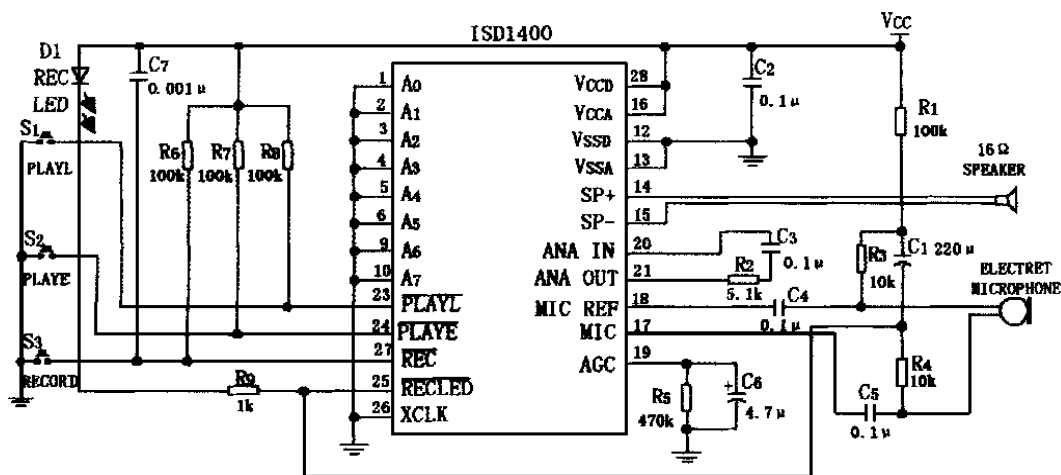 ISD1400
VCC
D1
REC
LED
C7
0.001μ
S1
PLAYL
S2
PLAYE
S3
RECORD
R6
100k
R7
100k
R8
100k
R9
1k
1
2
3
4
5
6
9
10
23
24
27
25
26
A0
A1
A2
A3
A4
A5
A6
A7
PLAYL
PLAYE
REC
RECLED
XCLK
VCCD
VCCA
VSSD
VSSA
SP+
SP-
ANA IN
ANA OUT
MIC REF
MIC
AGC
28
16
12
13
14
15
20
21
18
17
19
C2
0.1μ
R1
100k
16Ω
SPEAKER
C3
0.1μ
R2
5.1k
C4
0.1μ
R3
10k
C1 220μ
ELECTRET
MICROPHONE
R4
10k
C5
0.1μ
R5
470k
+
C6
4.7μ